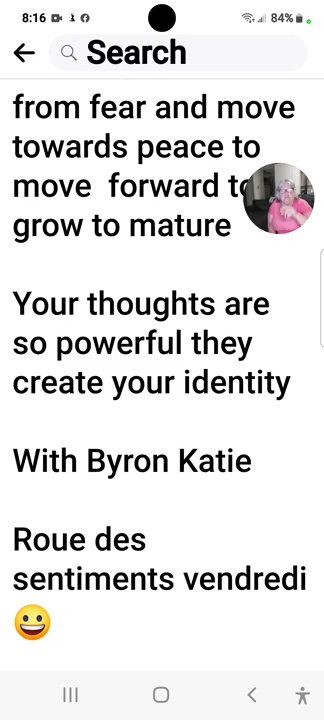 8:16
84%
Search
from fear and move
towards peace to
move  forward to
grow to mature
Your thoughts are
so powerful they
create your identity
With Byron Katie
Roue des
sentiments vendredi
😀